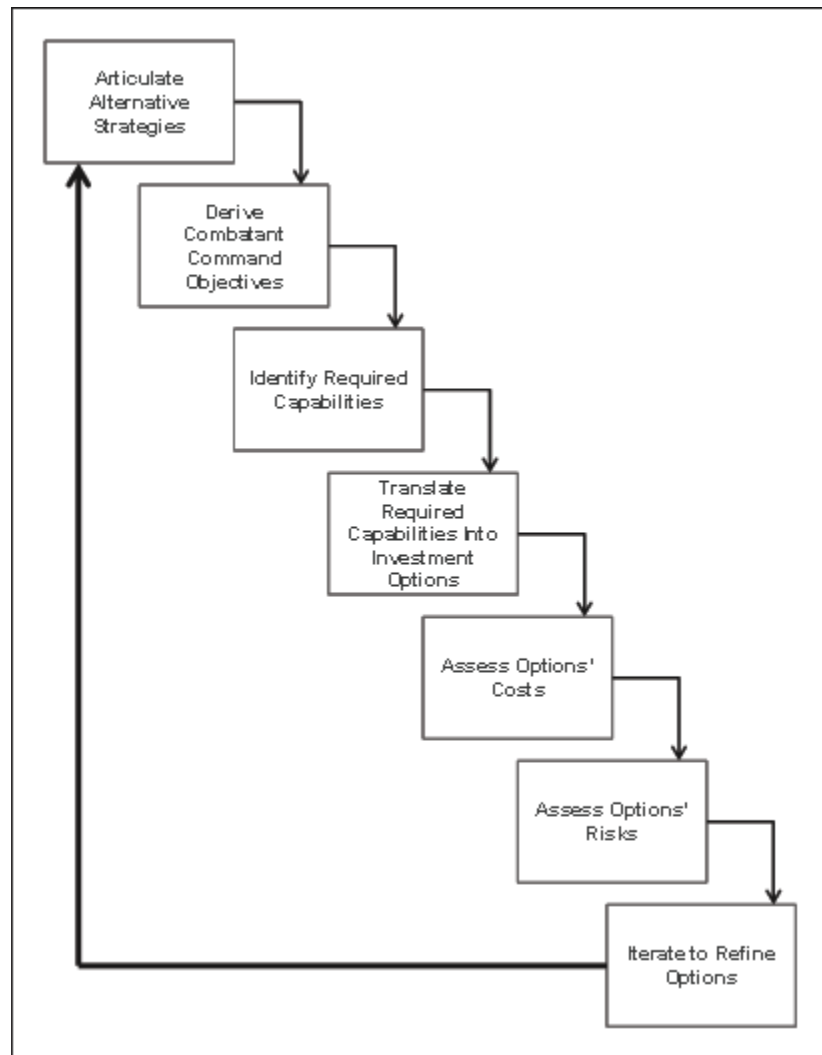 Articulate
Alternative
Strategies
Derive
Combatant
Command
Objectives
Identify Required
Capabilities
Translate
Required
Capabilities Into
Investment
Options
Assess Options'
Costs
Assess Options'
Risks
Iterate to Refine
Options